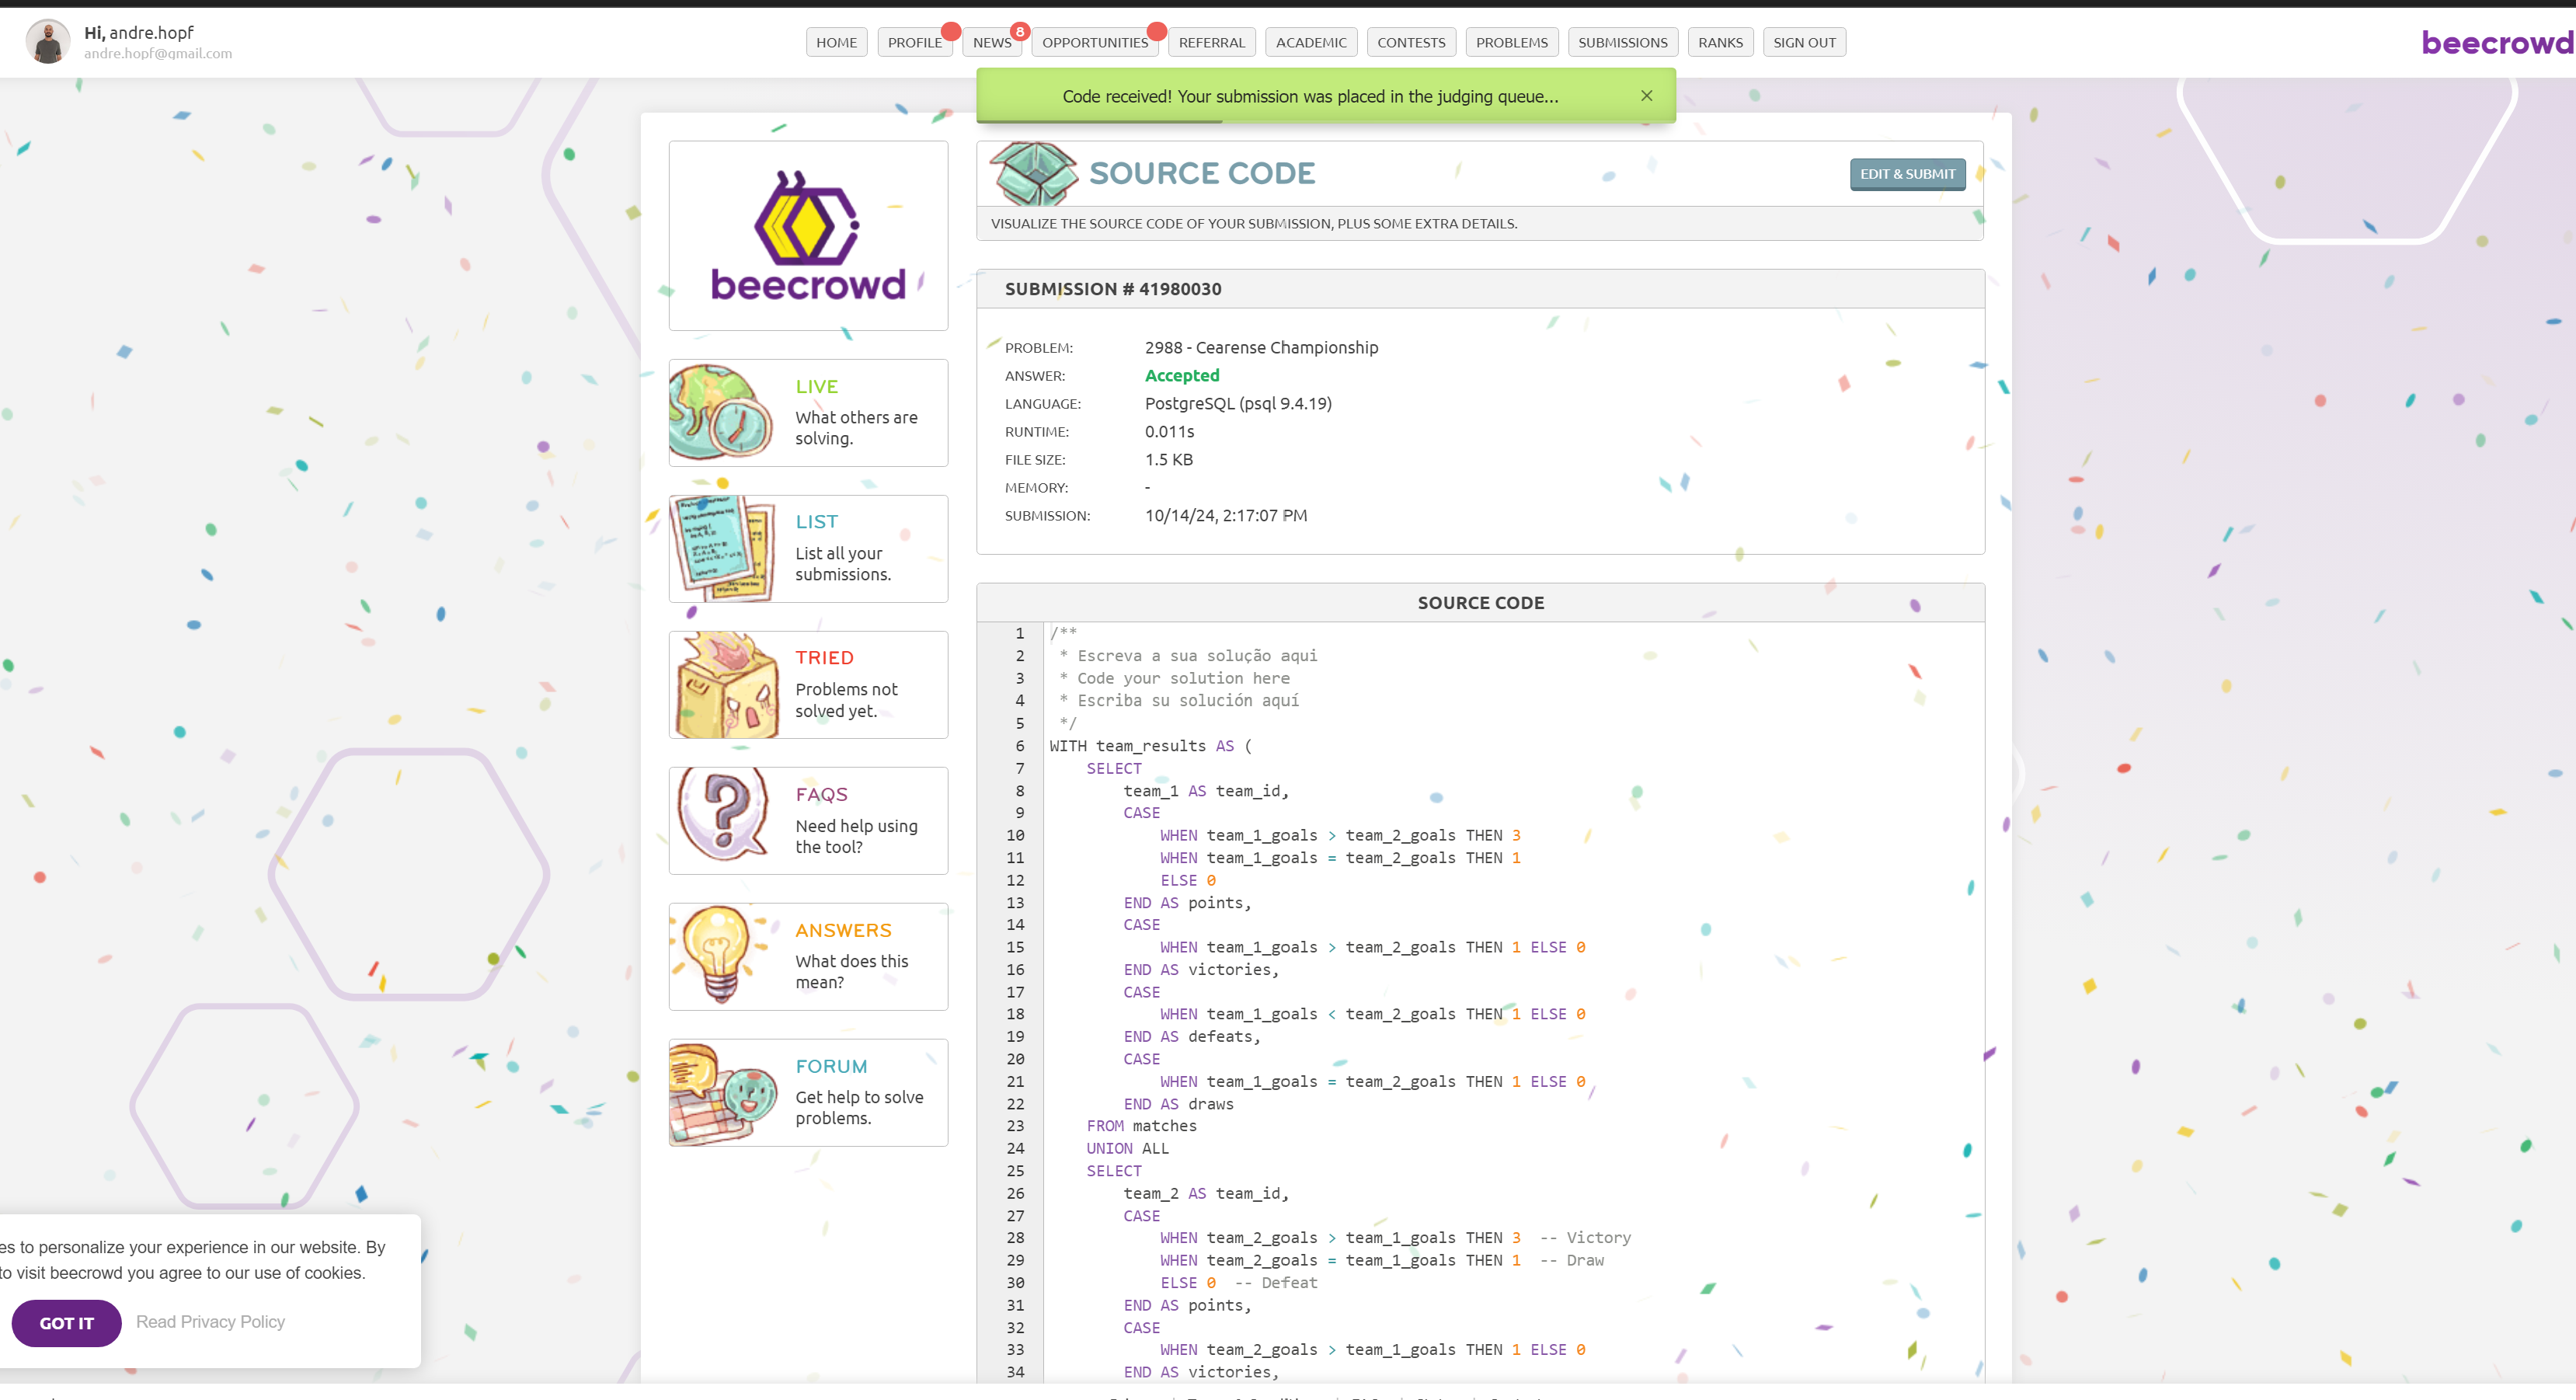 Hi, andre.hopf
andre.hopf@gmail.com
HOME
PROFILE
NEWS
8
OPPORTUNITIES
REFERRAL
ACADEMIC
CONTESTS
PROBLEMS
SUBMISSIONS
RANKS
SIGN OUT
beecrowd
Code received! Your submission was placed in the judging queue...
beecrowd
LIVE
What others are
solving.
LIST
List all your
submissions.
TRIED
Problems not
solved yet.
FAQS
Need help using
the tool?
ANSWERS
What does this
mean?
FORUM
Get help to solve
problems.
SOURCE CODE
EDIT & SUBMIT
VISUALIZE THE SOURCE CODE OF YOUR SUBMISSION, PLUS SOME EXTRA DETAILS.
SUBMISSION # 41980030
PROBLEM: 2988 - Cearense Championship
ANSWER: Accepted
LANGUAGE: PostgreSQL (psql 9.4.19)
RUNTIME: 0.011s
FILE SIZE: 1.5 KB
MEMORY: -
SUBMISSION: 10/14/24, 2:17:07 PM
SOURCE CODE
1 /**
2 * Escreva a sua solução aqui
3 * Code your solution here
4 * Escriba su solución aquí
5 */
6 WITH team_results AS (
7 SELECT
8 team_1 AS team_id,
9 CASE
10 WHEN team_1_goals > team_2_goals THEN 3
11 WHEN team_1_goals = team_2_goals THEN 1
12 ELSE 0
13 END AS points,
14 CASE
15 WHEN team_1_goals > team_2_goals THEN 1 ELSE 0
16 END AS victories,
17 CASE
18 WHEN team_1_goals < team_2_goals THEN 1 ELSE 0
19 END AS defeats,
20 CASE
21 WHEN team_1_goals = team_2_goals THEN 1 ELSE 0
22 END AS draws
23 FROM matches
24 UNION ALL
25 SELECT
26 team_2 AS team_id,
27 CASE
28 WHEN team_2_goals > team_1_goals THEN 3 -- Victory
29 WHEN team_2_goals = team_1_goals THEN 1 -- Draw
30 ELSE 0 -- Defeat
31 END AS points,
32 CASE
33 WHEN team_2_goals > team_1_goals THEN 1 ELSE 0
34 END AS victories,
es to personalize your experience in our website. By
to visit beecrowd you agree to our use of cookies.
GOT IT
Read Privacy Policy